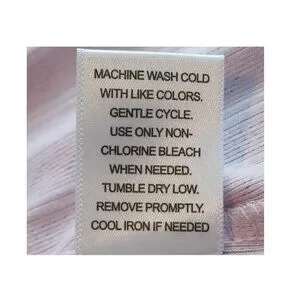 MACHINE WASH COLD
WITH LIKE COLORS.
GENTLE CYCLE.
USE ONLY NON-
CHLORINE BLEACH
WHEN NEEDED.
TUMBLE DRY LOW.
REMOVE PROMPTLY.
COOL IRON IF NEEDED